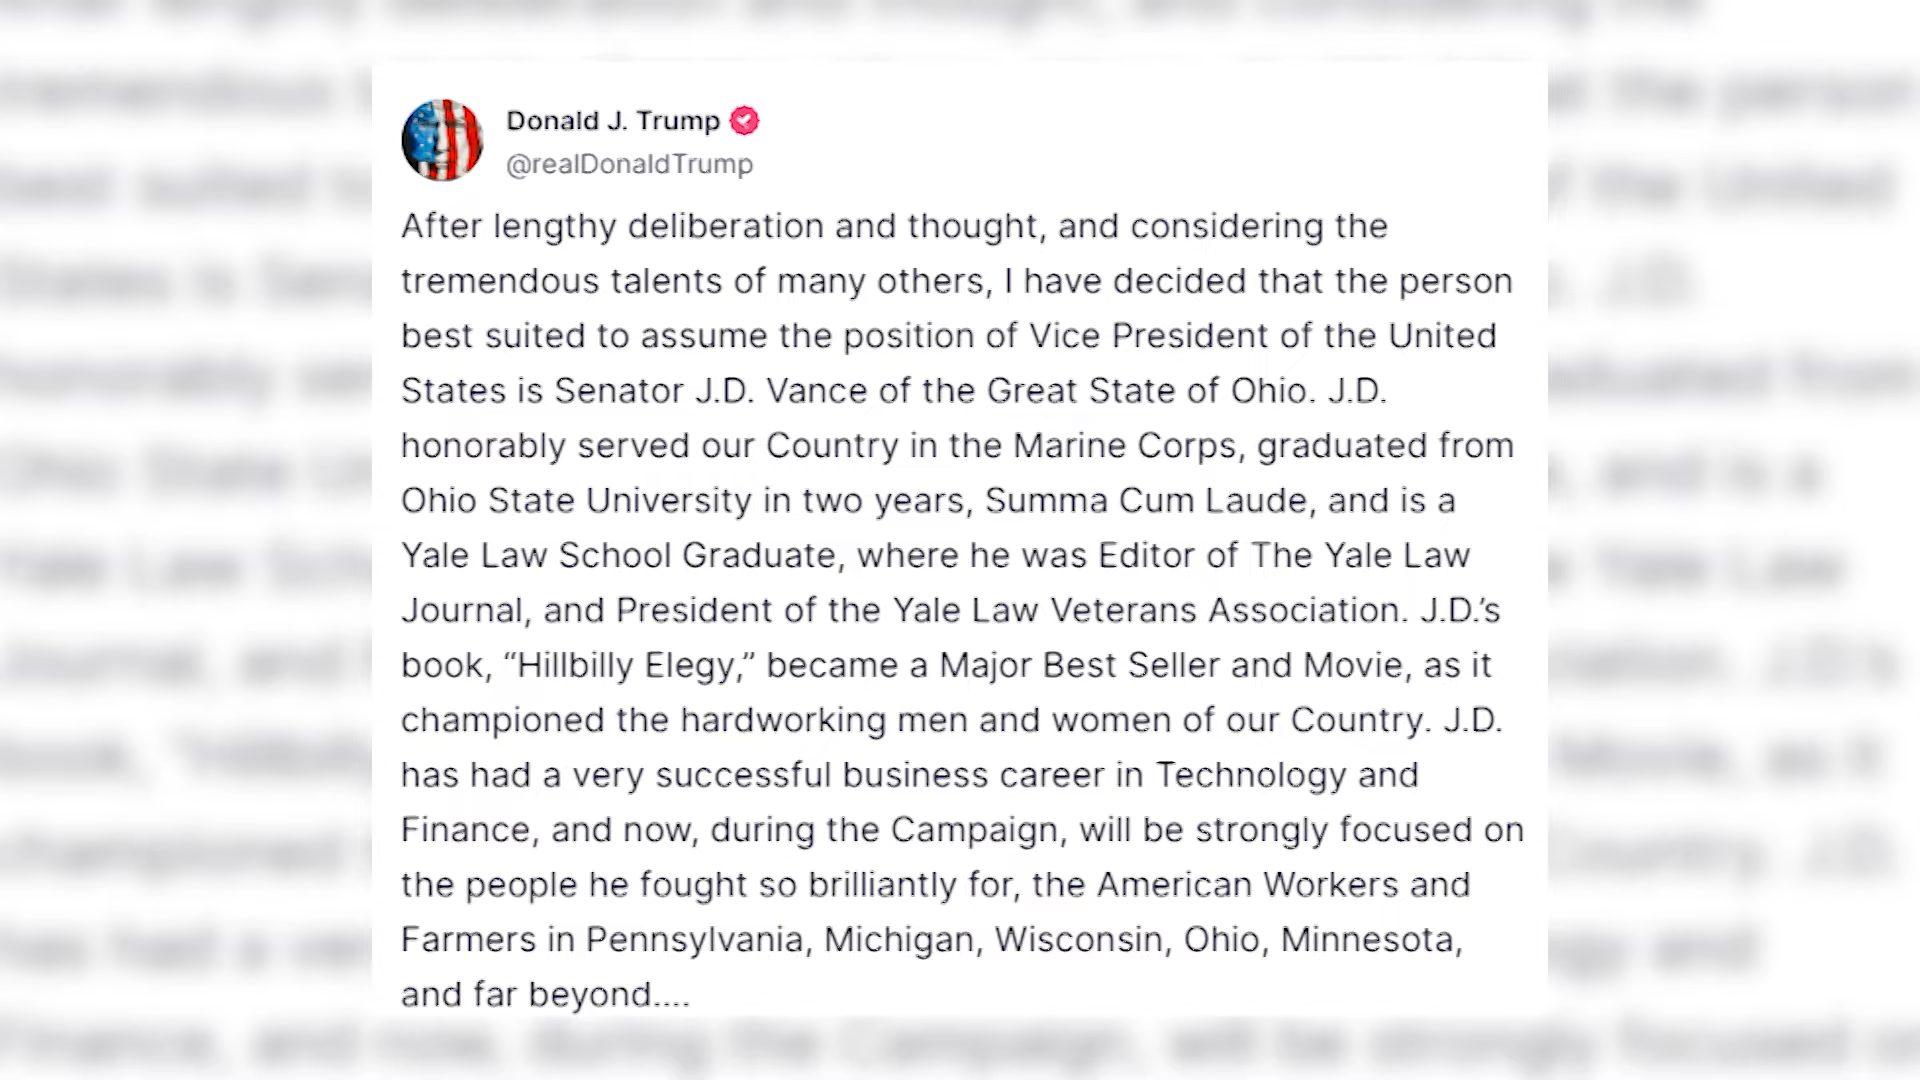 Donald J. Trump
@realDonaldTrump
After lengthy deliberation and thought, and considering the
tremendous talents of many others, I have decided that the person
best suited to assume the position of Vice President of the United
States is Senator J.D. Vance of the Great State of Ohio. J.D.
honorably served our Country in the Marine Corps, graduated from
Ohio State University in two years, Summa Cum Laude, and is a
Yale Law School Graduate, where he was Editor of The Yale Law
Journal, and President of the Yale Law Veterans Association. J.D.’s
book, “Hillbilly Elegy,” became a Major Best Seller and Movie, as it
championed the hardworking men and women of our Country. J.D.
has had a very successful business career in Technology and
Finance, and now, during the Campaign, will be strongly focused on
the people he fought so brilliantly for, the American Workers and
Farmers in Pennsylvania, Michigan, Wisconsin, Ohio, Minnesota,
and far beyond....